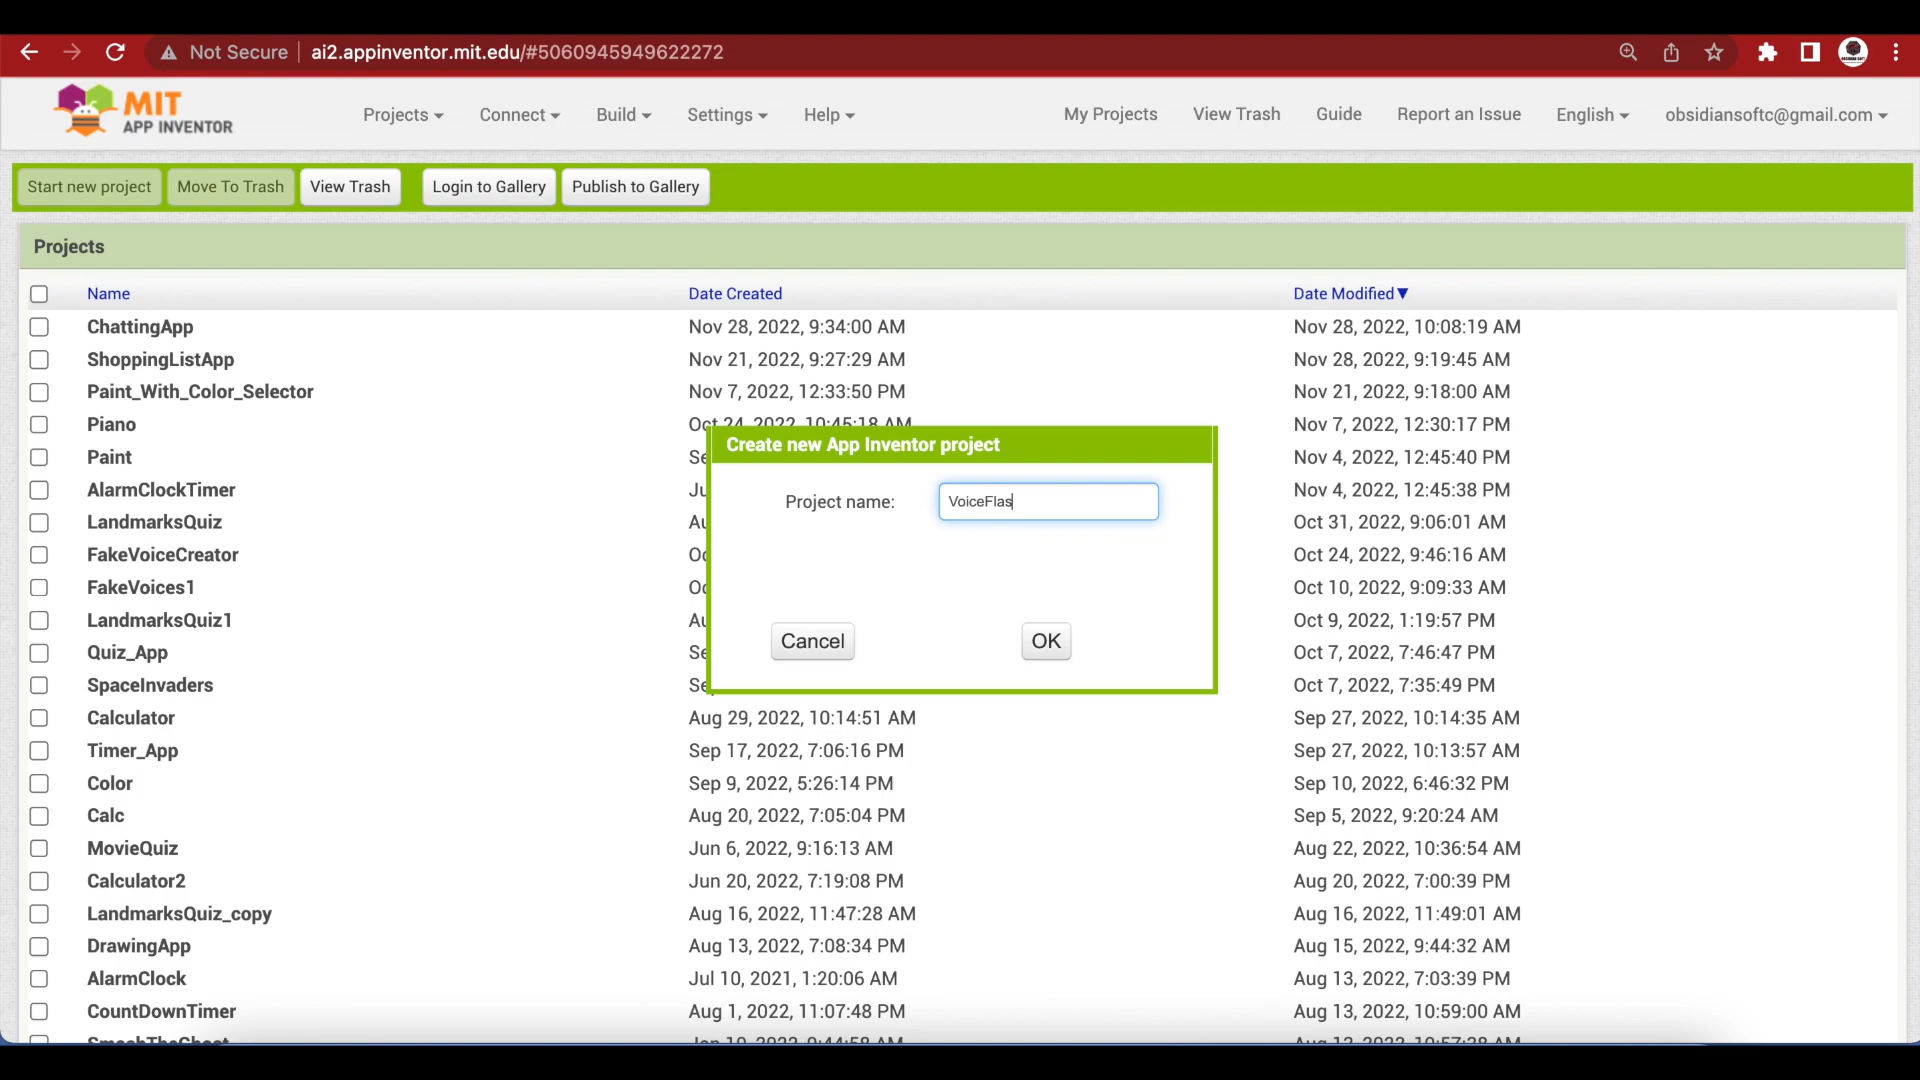 Not Secure ai2.appinventor.mit.edu/#5060945949622272
MIT APP INVENTOR Projects Connect Build Settings Help My Projects View Trash Guide Report an Issue English obsidiansoftc@gmail.com
Start new project Move To Trash View Trash Login to Gallery Publish to Gallery
Projects
Name Date Created Date Modified▼
ChattingApp Nov 28, 2022, 9:34:00 AM Nov 28, 2022, 10:08:19 AM
ShoppingListApp Nov 21, 2022, 9:27:29 AM Nov 28, 2022, 9:19:45 AM
Paint_With_Color_Selector Nov 7, 2022, 12:33:50 PM Nov 21, 2022, 9:18:00 AM
Piano Oct 24, 2022, 10:45:18 AM Nov 7, 2022, 12:30:17 PM
Create new App Inventor project
Paint Se Nov 4, 2022, 12:45:40 PM
AlarmClockTimer Ju Nov 4, 2022, 12:45:38 PM
Project name: VoiceFlas
LandmarksQuiz Au Oct 31, 2022, 9:06:01 AM
FakeVoiceCreator Oc Oct 24, 2022, 9:46:16 AM
FakeVoices1 Oc Oct 10, 2022, 9:09:33 AM
LandmarksQuiz1 Au Oct 9, 2022, 1:19:57 PM
Cancel OK
Quiz_App Se Oct 7, 2022, 7:46:47 PM
SpaceInvaders Se Oct 7, 2022, 7:35:49 PM
Calculator Aug 29, 2022, 10:14:51 AM Sep 27, 2022, 10:14:35 AM
Timer_App Sep 17, 2022, 7:06:16 PM Sep 27, 2022, 10:13:57 AM
Color Sep 9, 2022, 5:26:14 PM Sep 10, 2022, 6:46:32 PM
Calc Aug 20, 2022, 7:05:04 PM Sep 5, 2022, 9:20:24 AM
MovieQuiz Jun 6, 2022, 9:16:13 AM Aug 22, 2022, 10:36:54 AM
Calculator2 Jun 20, 2022, 7:19:08 PM Aug 20, 2022, 7:00:39 PM
LandmarksQuiz_copy Aug 16, 2022, 11:47:28 AM Aug 16, 2022, 11:49:01 AM
DrawingApp Aug 13, 2022, 7:08:34 PM Aug 15, 2022, 9:44:32 AM
AlarmClock Jul 10, 2021, 1:20:06 AM Aug 13, 2022, 7:03:39 PM
CountDownTimer Aug 1, 2022, 11:07:48 PM Aug 13, 2022, 10:59:00 AM